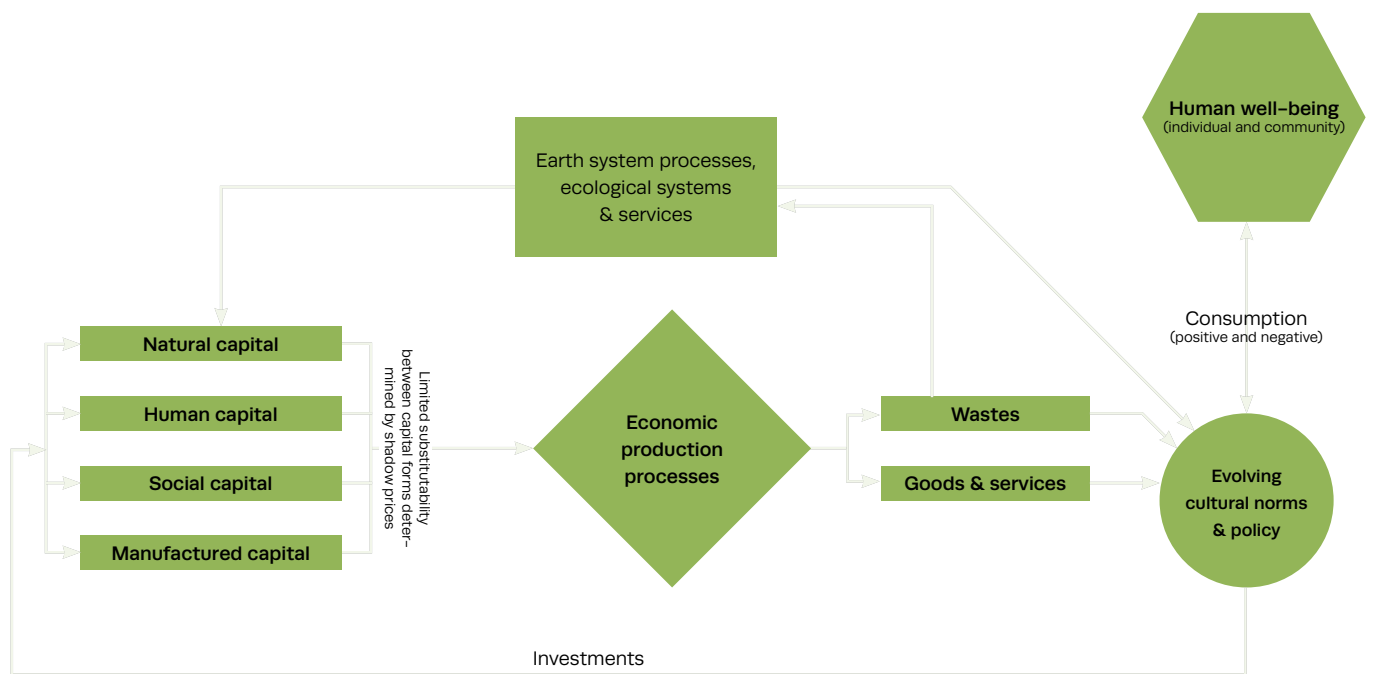 Human well-being
(individual and community)
Earth system processes,
ecological systems
& services
Consumption
(positive and negative)
Natural capital
Human capital
Social capital
Manufactured capital
Limited substitutability
between capital forms deter-
mined by shadow prices
Economic
production
processes
Wastes
Goods & services
Evolving
cultural norms
& policy
Investments